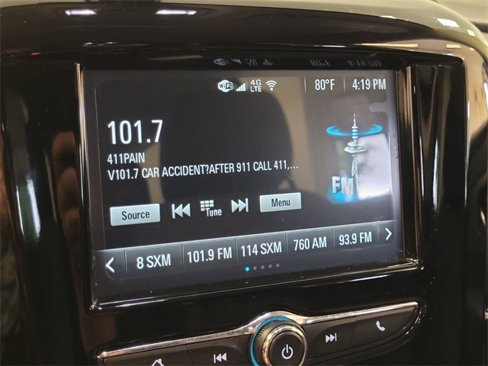 4G
LTE
80°F
4:19 PM
101.7
411PAIN
V101.7 CAR ACCIDENT?AFTER 911 CALL 411,...
FM
Source
Tune
Menu
8 SXM
101.9 FM
114 SXM
760 AM
93.9 FM